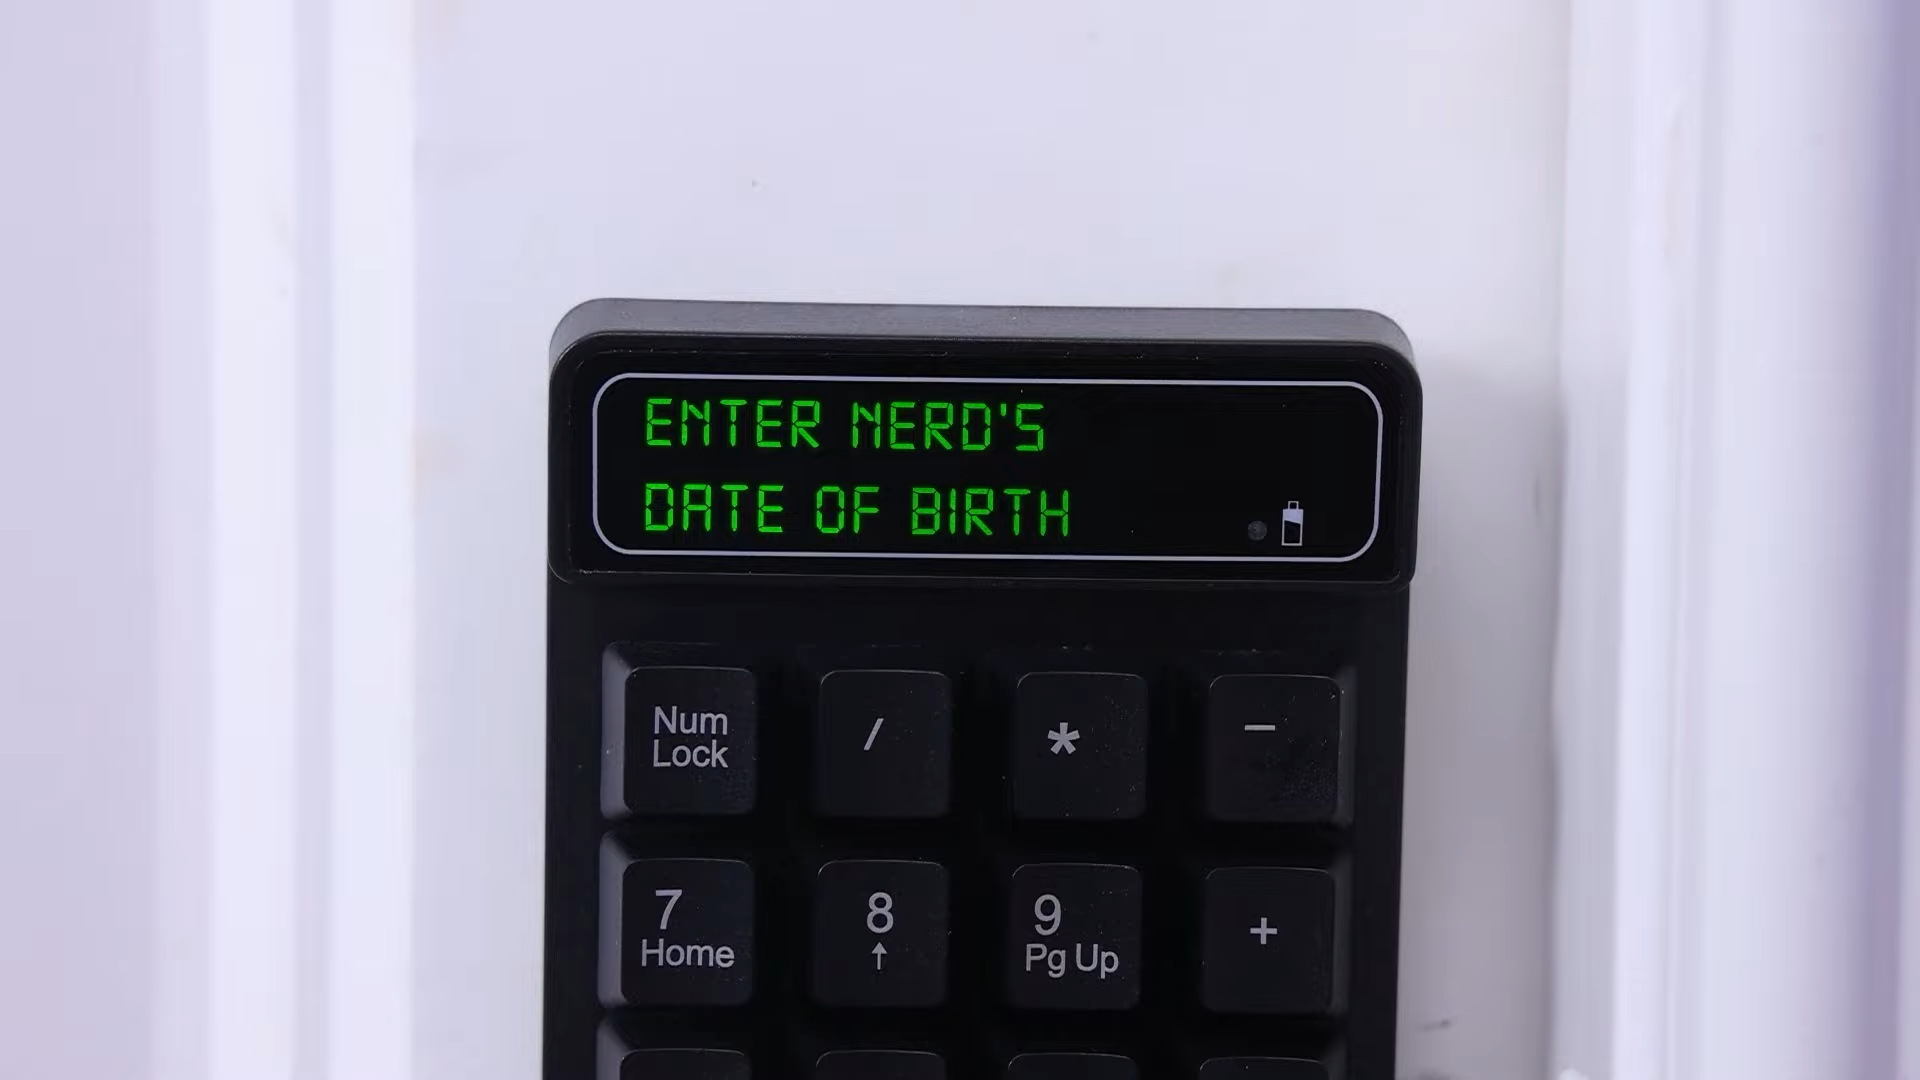 ENTER NERD'S
DATE OF BIRTH
Num
Lock
/
*
-
7
Home
8
↑
9
Pg Up
+